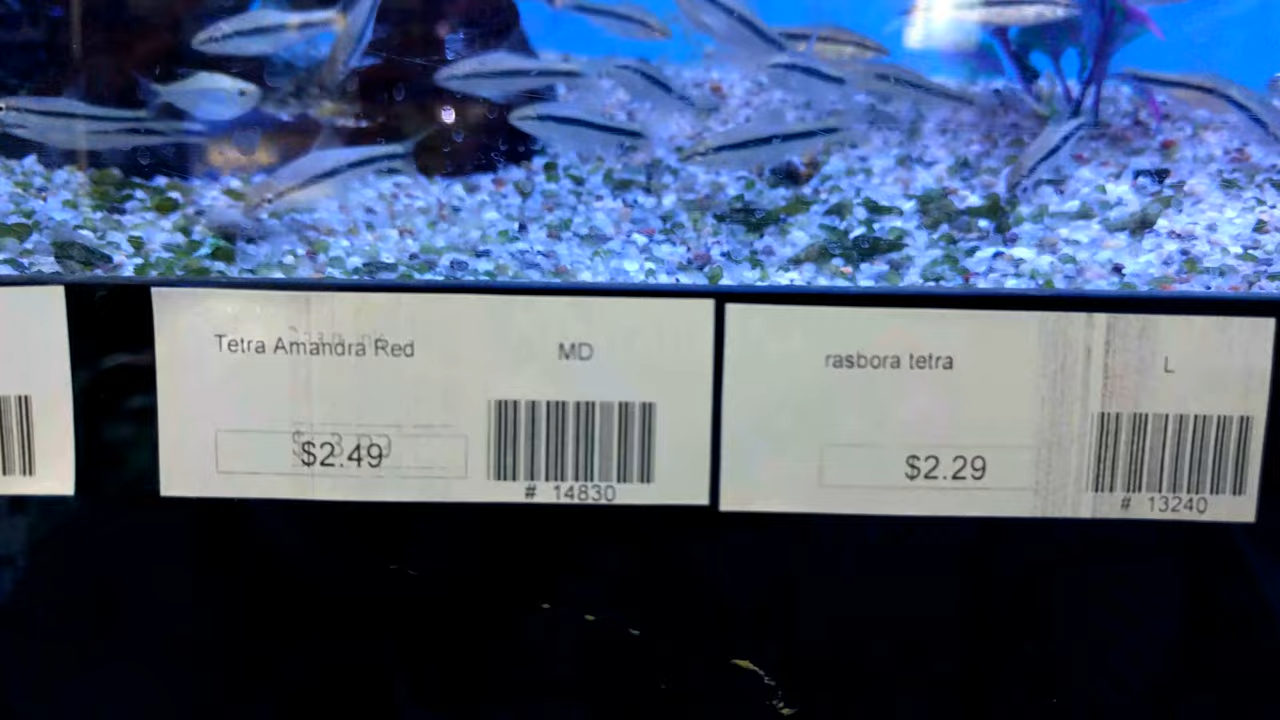 Tetra Amandra Red
MD
$2.49
# 14830
rasbora tetra
L
$2.29
# 13240